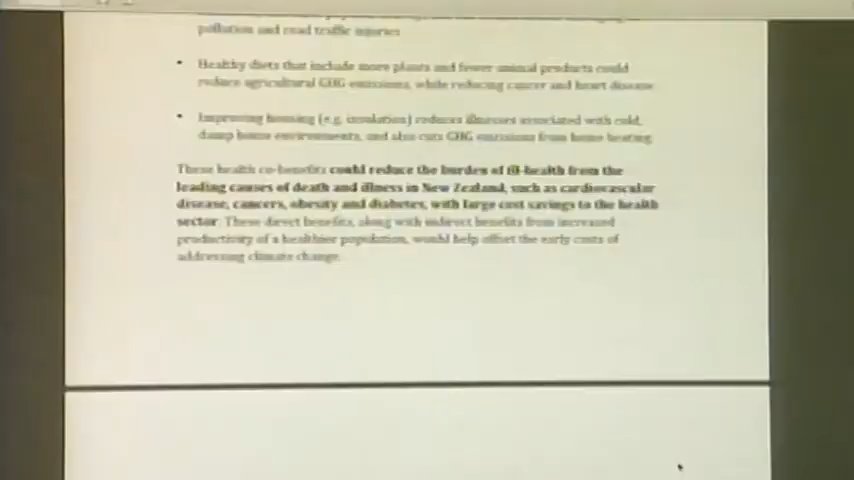 pollution and road traffic injuries
• Healthy diets that include more plants and fewer animal products could
reduce agricultural GHG emissions, while reducing cancer and heart disease
• Improving housing (e.g. insulation) reduces illnesses associated with cold,
damp home environments, and also cuts GHG emissions from home heating
These health co-benefits could reduce the burden of ill-health from the
leading causes of death and illness in New Zealand, such as cardiovascular
disease, cancers, obesity and diabetes, with large cost savings to the health
sector. These direct benefits, along with indirect benefits from increased
productivity of a healthier population, would help offset the early costs of
addressing climate change.